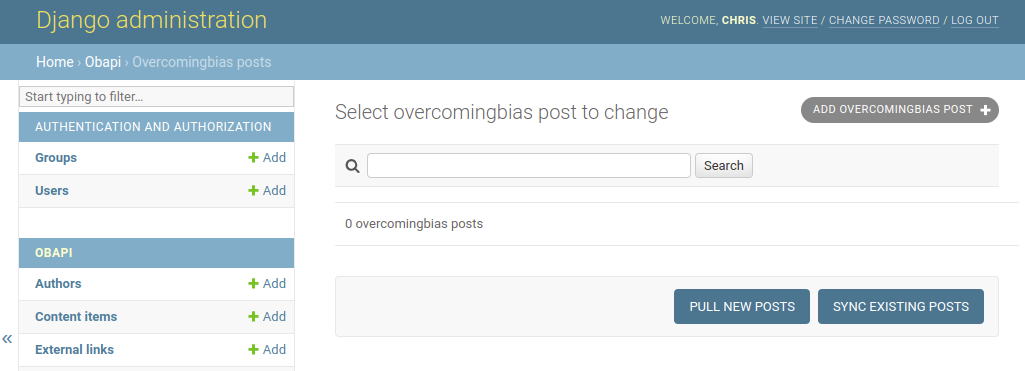 Django administration
WELCOME, CHRIS. VIEW SITE / CHANGE PASSWORD / LOG OUT
Home › Obapi › Overcomingbias posts
Start typing to filter...
AUTHENTICATION AND AUTHORIZATION
Groups + Add
Users + Add
OBAPI
Authors + Add
Content items + Add
External links + Add
«
Select overcomingbias post to change
ADD OVERCOMINGBIAS POST +
Search
0 overcomingbias posts
PULL NEW POSTS SYNC EXISTING POSTS